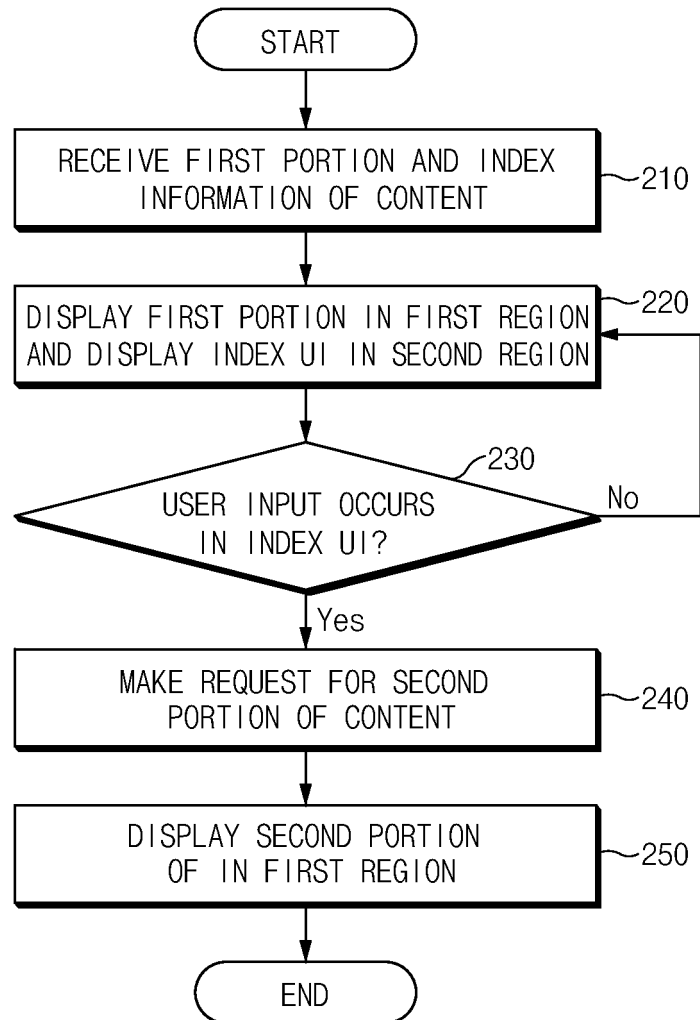 START
RECEIVE FIRST PORTION AND INDEX
INFORMATION OF CONTENT
210
220
DISPLAY FIRST PORTION IN FIRST REGION
AND DISPLAY INDEX UI IN SECOND REGION
230
USER INPUT OCCURS
IN INDEX UI?
No
Yes
MAKE REQUEST FOR SECOND
PORTION OF CONTENT
240
DISPLAY SECOND PORTION
OF IN FIRST REGION
250
END